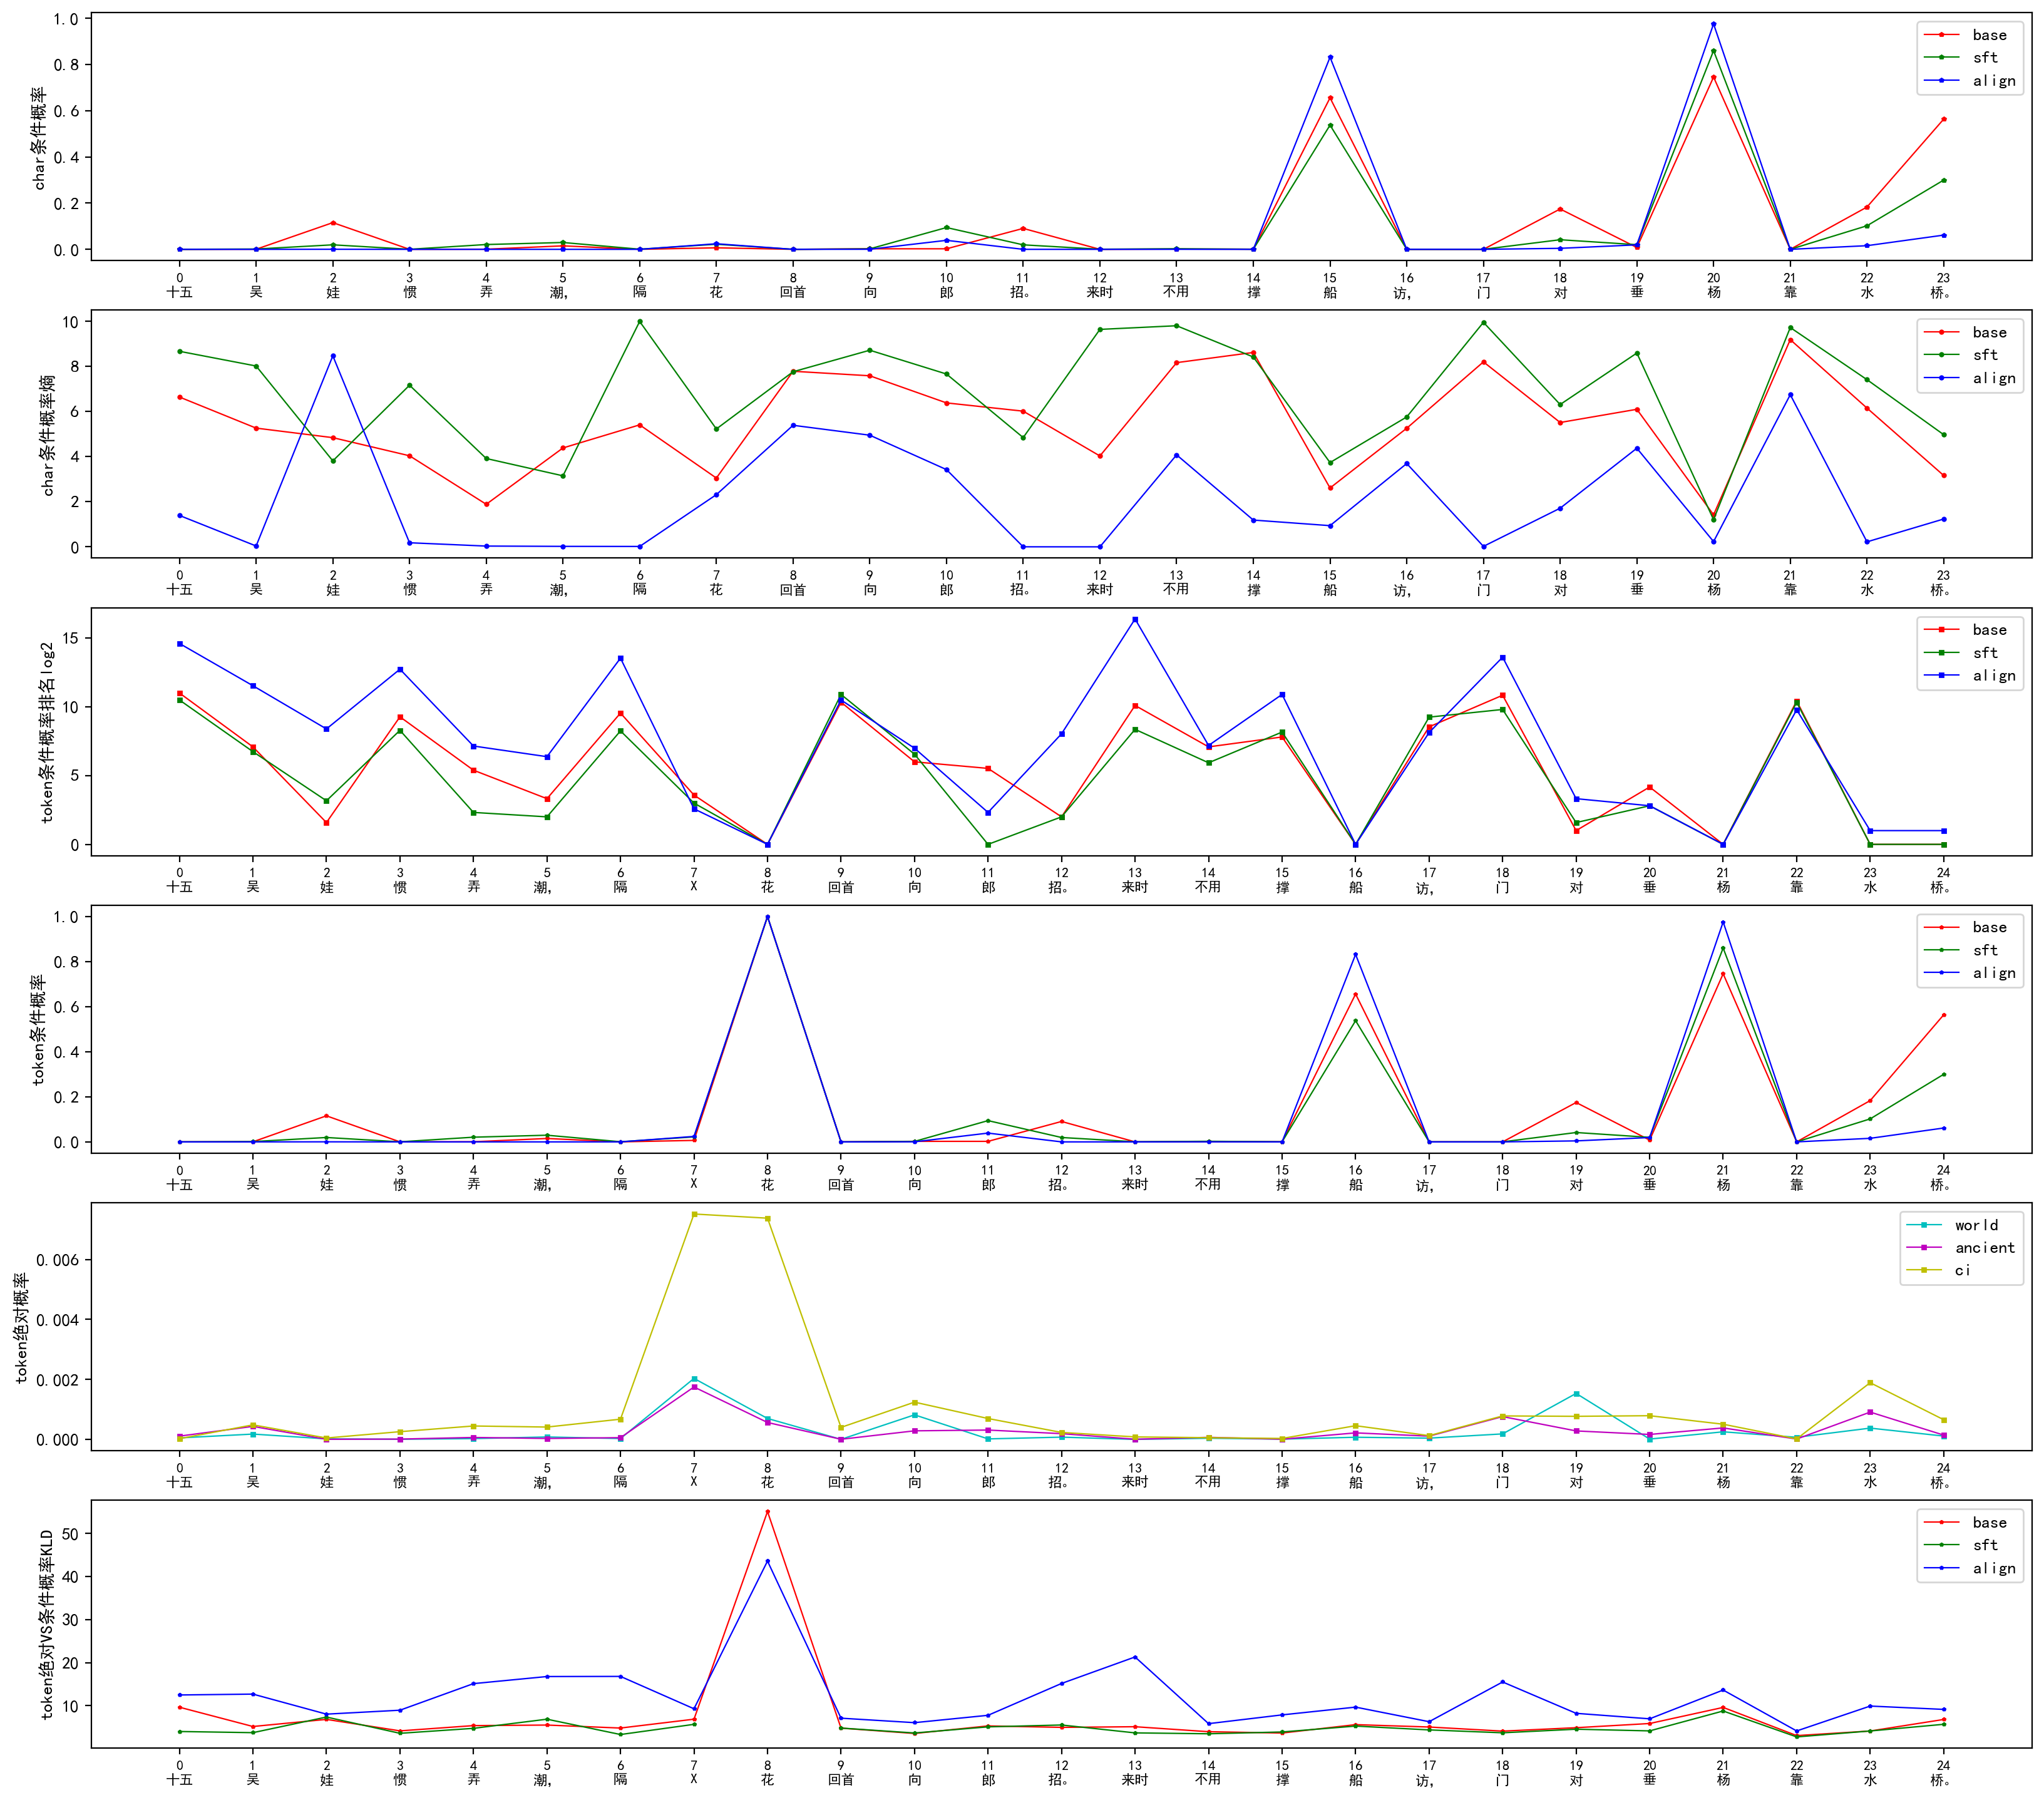 char条件概率
1.0
0.8
0.6
0.4
0.2
0.0
base
sft
align
0 1 2 3 4 5 6 7 8 9 10 11 12 13 14 15 16 17 18 19 20 21 22 23
十五 吴 娃 惯 弄 潮, 隔 花 回首 向 郎 招。 来时 不用 撑 船 访, 门 对 垂 杨 靠 水 桥。
char条件概率熵
10
8
6
4
2
0
base
sft
align
0 1 2 3 4 5 6 7 8 9 10 11 12 13 14 15 16 17 18 19 20 21 22 23
十五 吴 娃 惯 弄 潮, 隔 花 回首 向 郎 招。 来时 不用 撑 船 访, 门 对 垂 杨 靠 水 桥。
token条件概率排名log2
15
10
5
0
base
sft
align
0 1 2 3 4 5 6 7 8 9 10 11 12 13 14 15 16 17 18 19 20 21 22 23 24
十五 吴 娃 惯 弄 潮, 隔 X 花 回首 向 郎 招。 来时 不用 撑 船 访, 门 对 垂 杨 靠 水 桥。
token条件概率
1.0
0.8
0.6
0.4
0.2
0.0
base
sft
align
0 1 2 3 4 5 6 7 8 9 10 11 12 13 14 15 16 17 18 19 20 21 22 23 24
十五 吴 娃 惯 弄 潮, 隔 X 花 回首 向 郎 招。 来时 不用 撑 船 访, 门 对 垂 杨 靠 水 桥。
token绝对概率
0.006
0.004
0.002
0.000
world
ancient
ci
0 1 2 3 4 5 6 7 8 9 10 11 12 13 14 15 16 17 18 19 20 21 22 23 24
十五 吴 娃 惯 弄 潮, 隔 X 花 回首 向 郎 招。 来时 不用 撑 船 访, 门 对 垂 杨 靠 水 桥。
token绝对VS条件概率KLD
50
40
30
20
10
base
sft
align
0 1 2 3 4 5 6 7 8 9 10 11 12 13 14 15 16 17 18 19 20 21 22 23 24
十五 吴 娃 惯 弄 潮, 隔 X 花 回首 向 郎 招。 来时 不用 撑 船 访, 门 对 垂 杨 靠 水 桥。